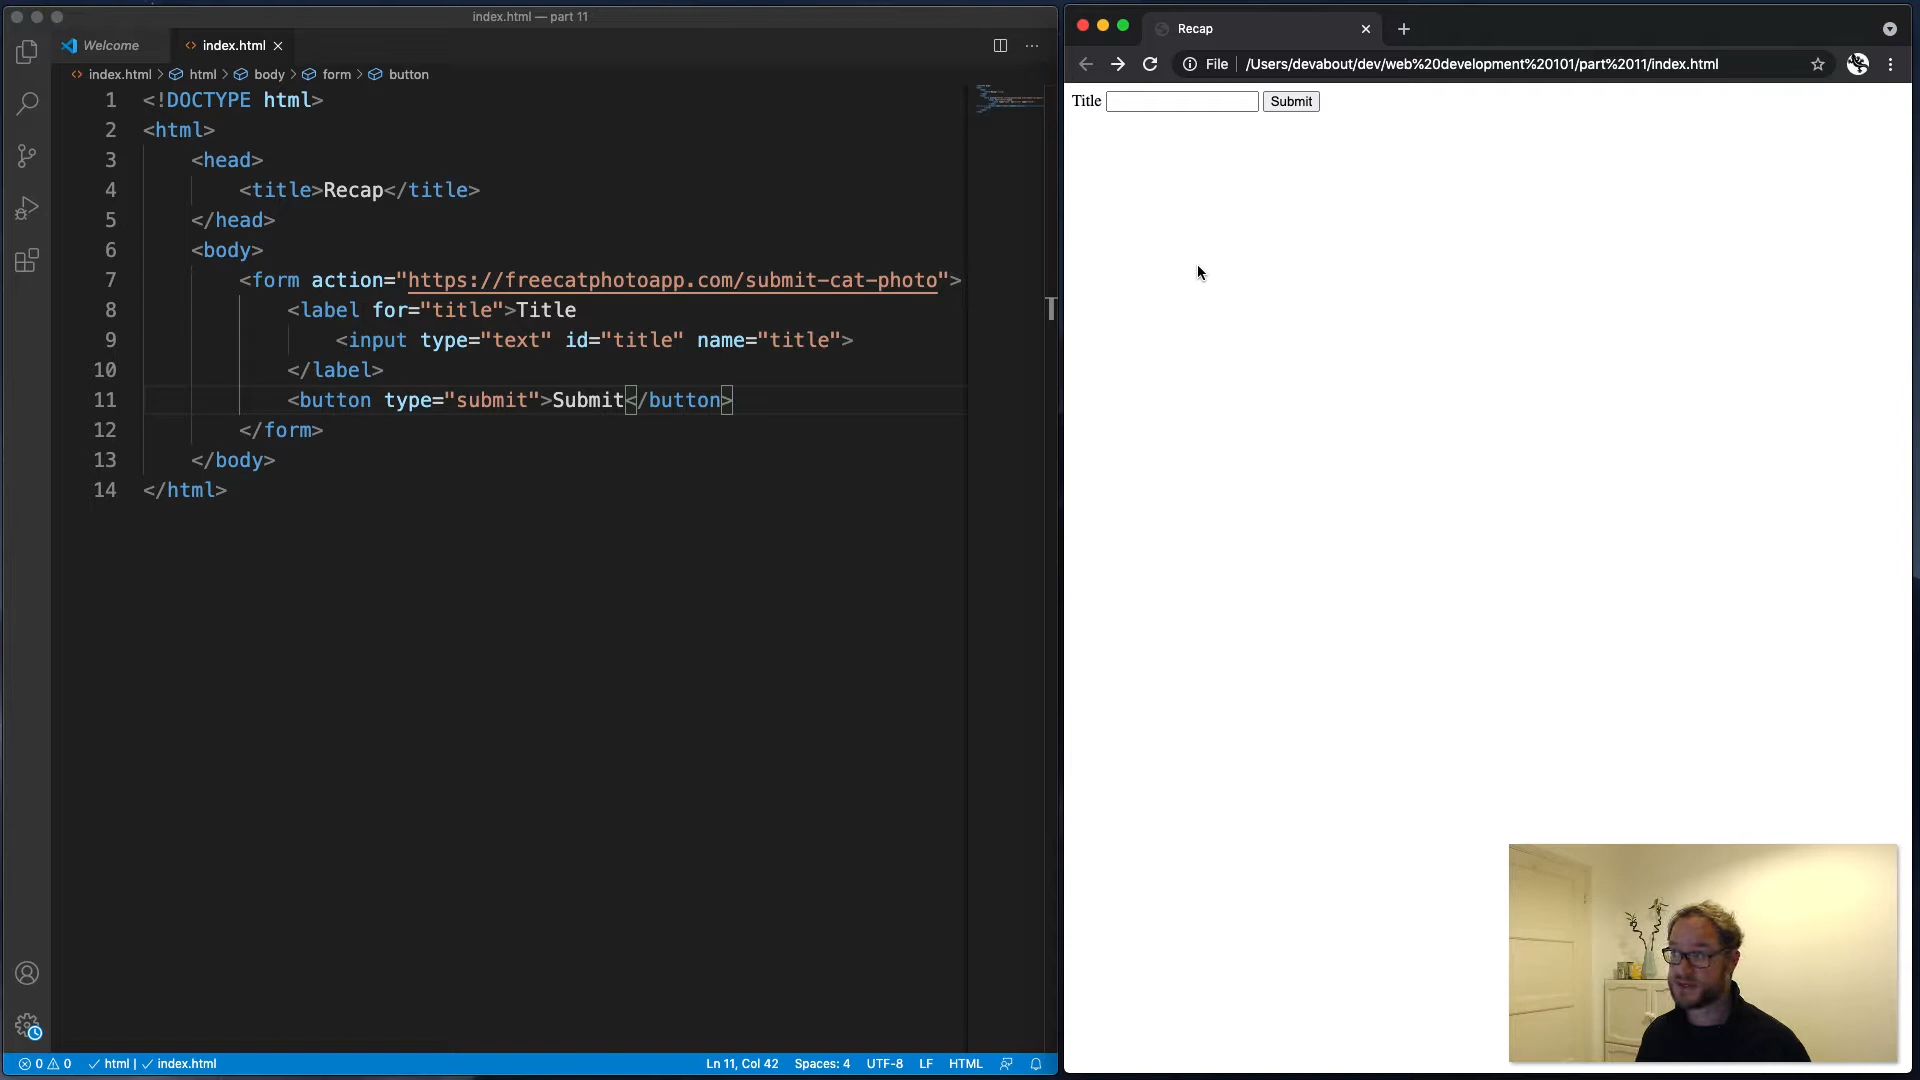 index.html — part 11
Welcome
index.html
index.html > html > body > form > button
1 <!DOCTYPE html>
2 <html>
3 <head>
4 <title>Recap</title>
5 </head>
6 <body>
7 <form action="https://freecatphotoapp.com/submit-cat-photo">
8 <label for="title">Title
9 <input type="text" id="title" name="title">
10 </label>
11 <button type="submit">Submit</button>
12 </form>
13 </body>
14 </html>
0 0 html | index.html Ln 11, Col 42 Spaces: 4 UTF-8 LF HTML
Recap
File /Users/devabout/dev/web%20development%20101/part%2011/index.html
Title Submit